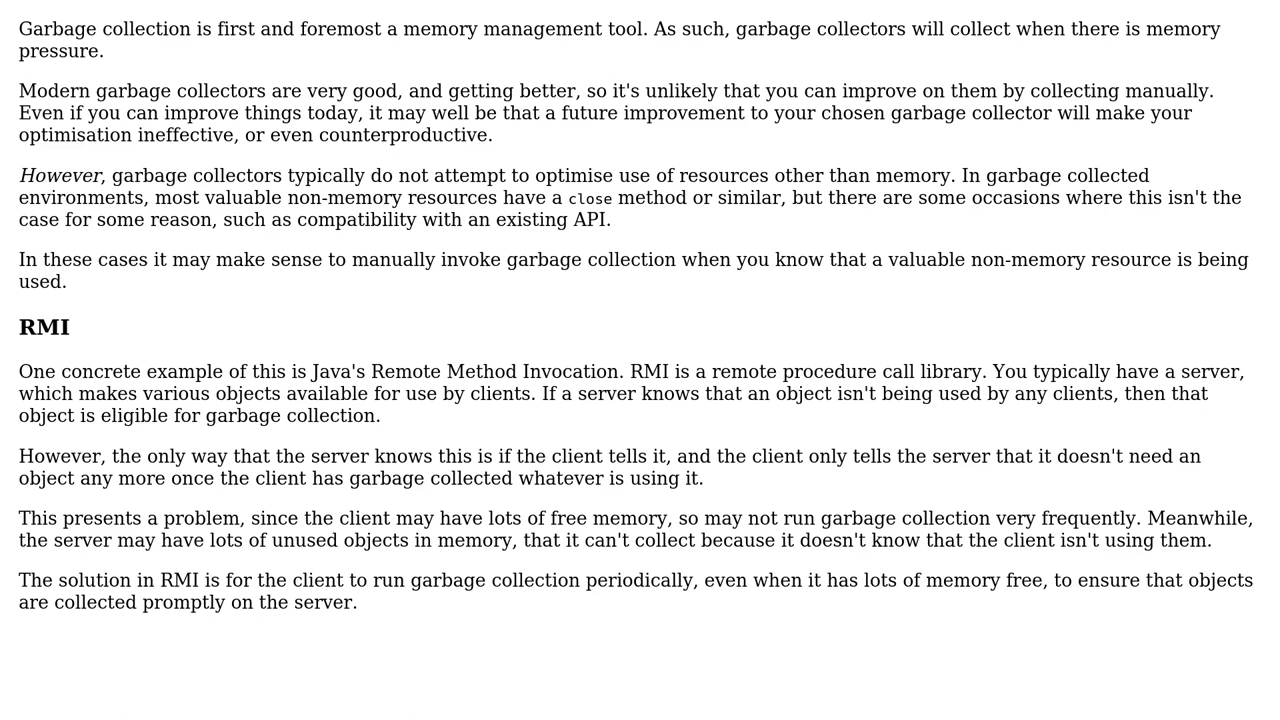 Garbage collection is first and foremost a memory management tool. As such, garbage collectors will collect when there is memory
pressure.
Modern garbage collectors are very good, and getting better, so it's unlikely that you can improve on them by collecting manually.
Even if you can improve things today, it may well be that a future improvement to your chosen garbage collector will make your
optimisation ineffective, or even counterproductive.
However, garbage collectors typically do not attempt to optimise use of resources other than memory. In garbage collected
environments, most valuable non-memory resources have a close method or similar, but there are some occasions where this isn't the
case for some reason, such as compatibility with an existing API.
In these cases it may make sense to manually invoke garbage collection when you know that a valuable non-memory resource is being
used.
RMI
One concrete example of this is Java's Remote Method Invocation. RMI is a remote procedure call library. You typically have a server,
which makes various objects available for use by clients. If a server knows that an object isn't being used by any clients, then that
object is eligible for garbage collection.
However, the only way that the server knows this is if the client tells it, and the client only tells the server that it doesn't need an
object any more once the client has garbage collected whatever is using it.
This presents a problem, since the client may have lots of free memory, so may not run garbage collection very frequently. Meanwhile,
the server may have lots of unused objects in memory, that it can't collect because it doesn't know that the client isn't using them.
The solution in RMI is for the client to run garbage collection periodically, even when it has lots of memory free, to ensure that objects
are collected promptly on the server.